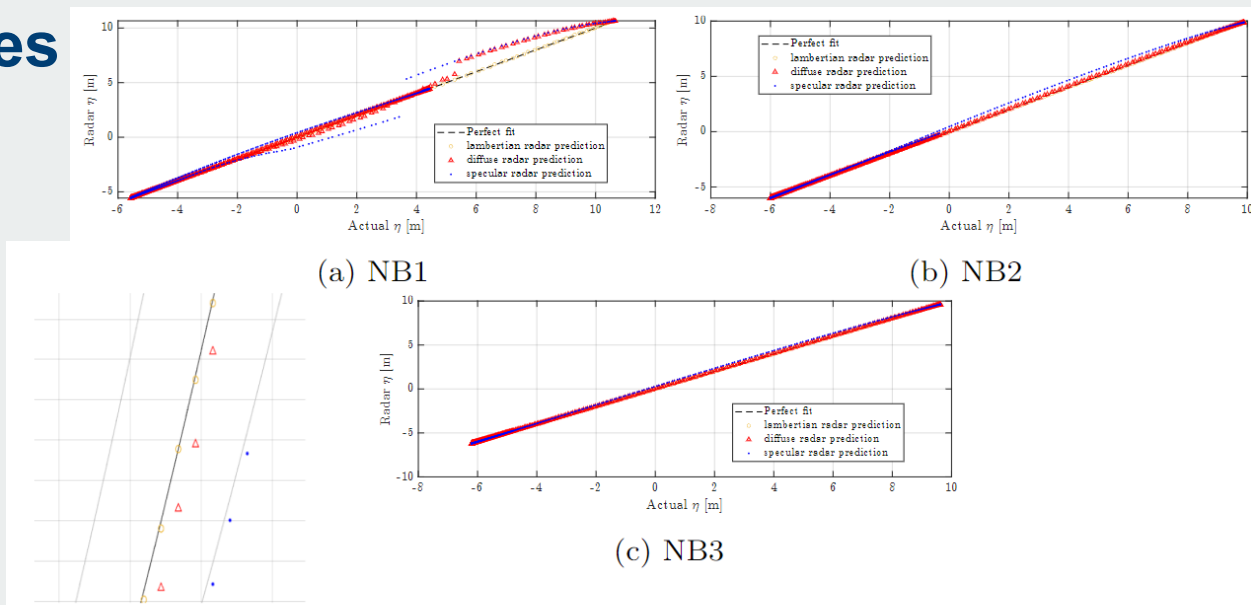 es
10
5
0
-5
Radar η [m]
-6
-4
-2
0
2
4
6
8
10
12
Actual η [m]
Perfect fit
lambertian radar prediction
diffuse radar prediction
specular radar prediction
(a) NB1
10
5
0
-5
Radar η [m]
-8
-6
-4
-2
0
2
4
6
8
10
Actual η [m]
Perfect fit
lambertian radar prediction
diffuse radar prediction
specular radar prediction
(b) NB2
10
5
0
-5
-10
Radar η [m]
-8
-6
-4
-2
0
2
4
6
8
10
Actual η [m]
Perfect fit
lambertian radar prediction
diffuse radar prediction
specular radar prediction
(c) NB3